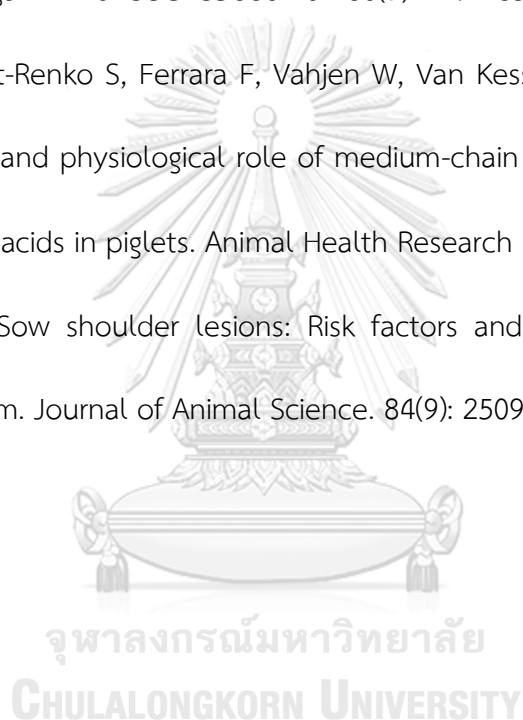 t-Renko S, Ferrara F, Vahjen W, Van Kess
and physiological role of medium-chain
acids in piglets. Animal Health Research
Sow shoulder lesions: Risk factors and
m. Journal of Animal Science. 84(9): 2509
จุฬาลงกรณ์มหาวิทยาลัย
CHULALONGKORN UNIVERSITY